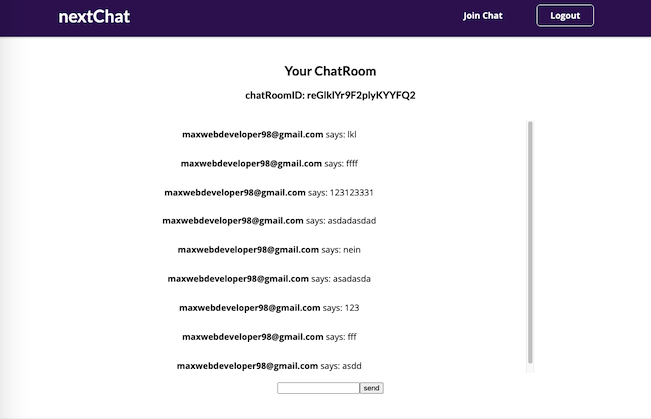 nextChat
Join Chat
Logout
Your ChatRoom
chatRoomID: reGlklYr9F2plyKYYFQ2
maxwebdeveloper98@gmail.com says: lkl
maxwebdeveloper98@gmail.com says: ffff
maxwebdeveloper98@gmail.com says: 123123331
maxwebdeveloper98@gmail.com says: asdadasdad
maxwebdeveloper98@gmail.com says: nein
maxwebdeveloper98@gmail.com says: asadasda
maxwebdeveloper98@gmail.com says: 123
maxwebdeveloper98@gmail.com says: fff
maxwebdeveloper98@gmail.com says: asdd
send